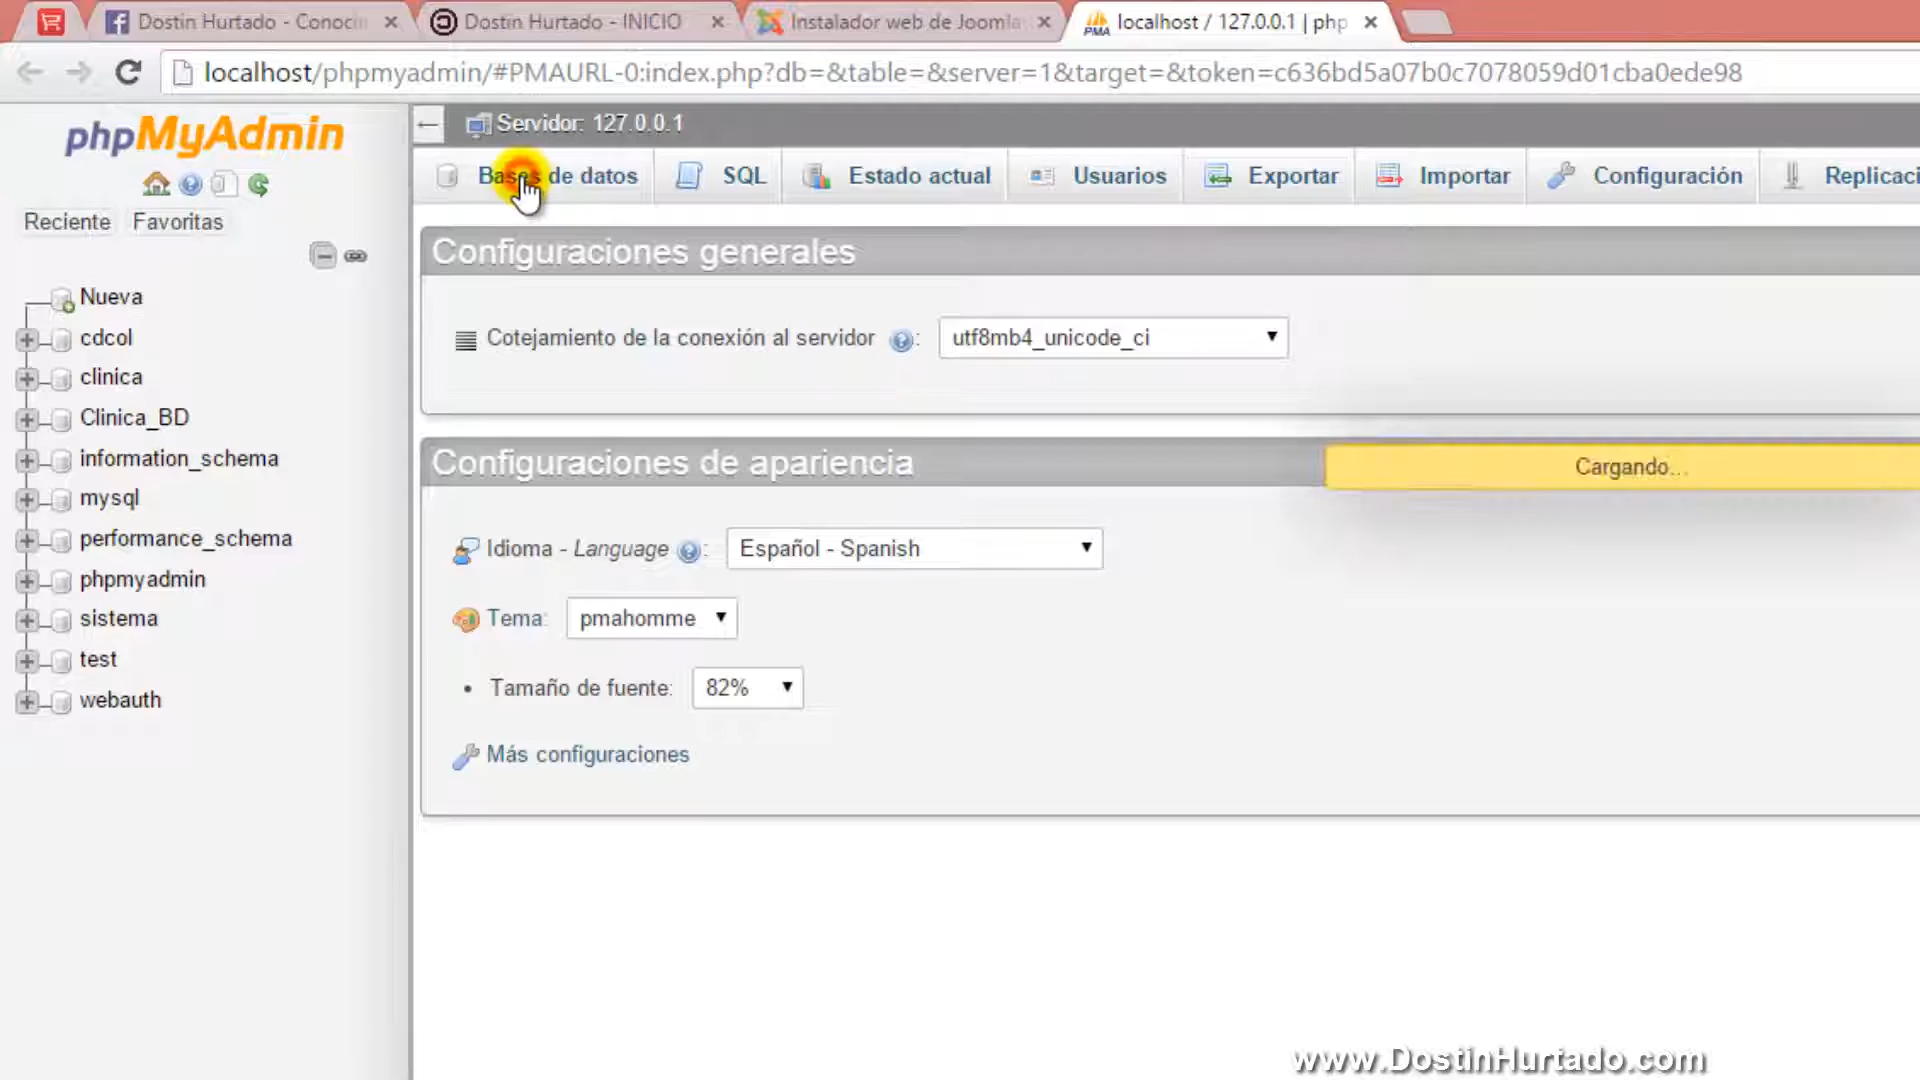 Dostin Hurtado - Conoci
Dostin Hurtado - INICIO
Instalador web de Joomla
localhost / 127.0.0.1 | php
localhost/phpmyadmin/#PMAURL-0:index.php?db=&table=&server=1&target=&token=c636bd5a07b0c7078059d01cba0ede98
phpMyAdmin
Servidor: 127.0.0.1
Bases de datos
SQL
Estado actual
Usuarios
Exportar
Importar
Configuración
Replicaci
Reciente
Favoritas
Nueva
cdcol
clinica
Clinica_BD
information_schema
mysql
performance_schema
phpmyadmin
sistema
test
webauth
Configuraciones generales
Cotejamiento de la conexión al servidor :
utf8mb4_unicode_ci
Configuraciones de apariencia
Cargando...
Idioma - Language :
Español - Spanish
Tema:
pmahomme
• Tamaño de fuente:
82%
Más configuraciones
www.DostinHurtado.com